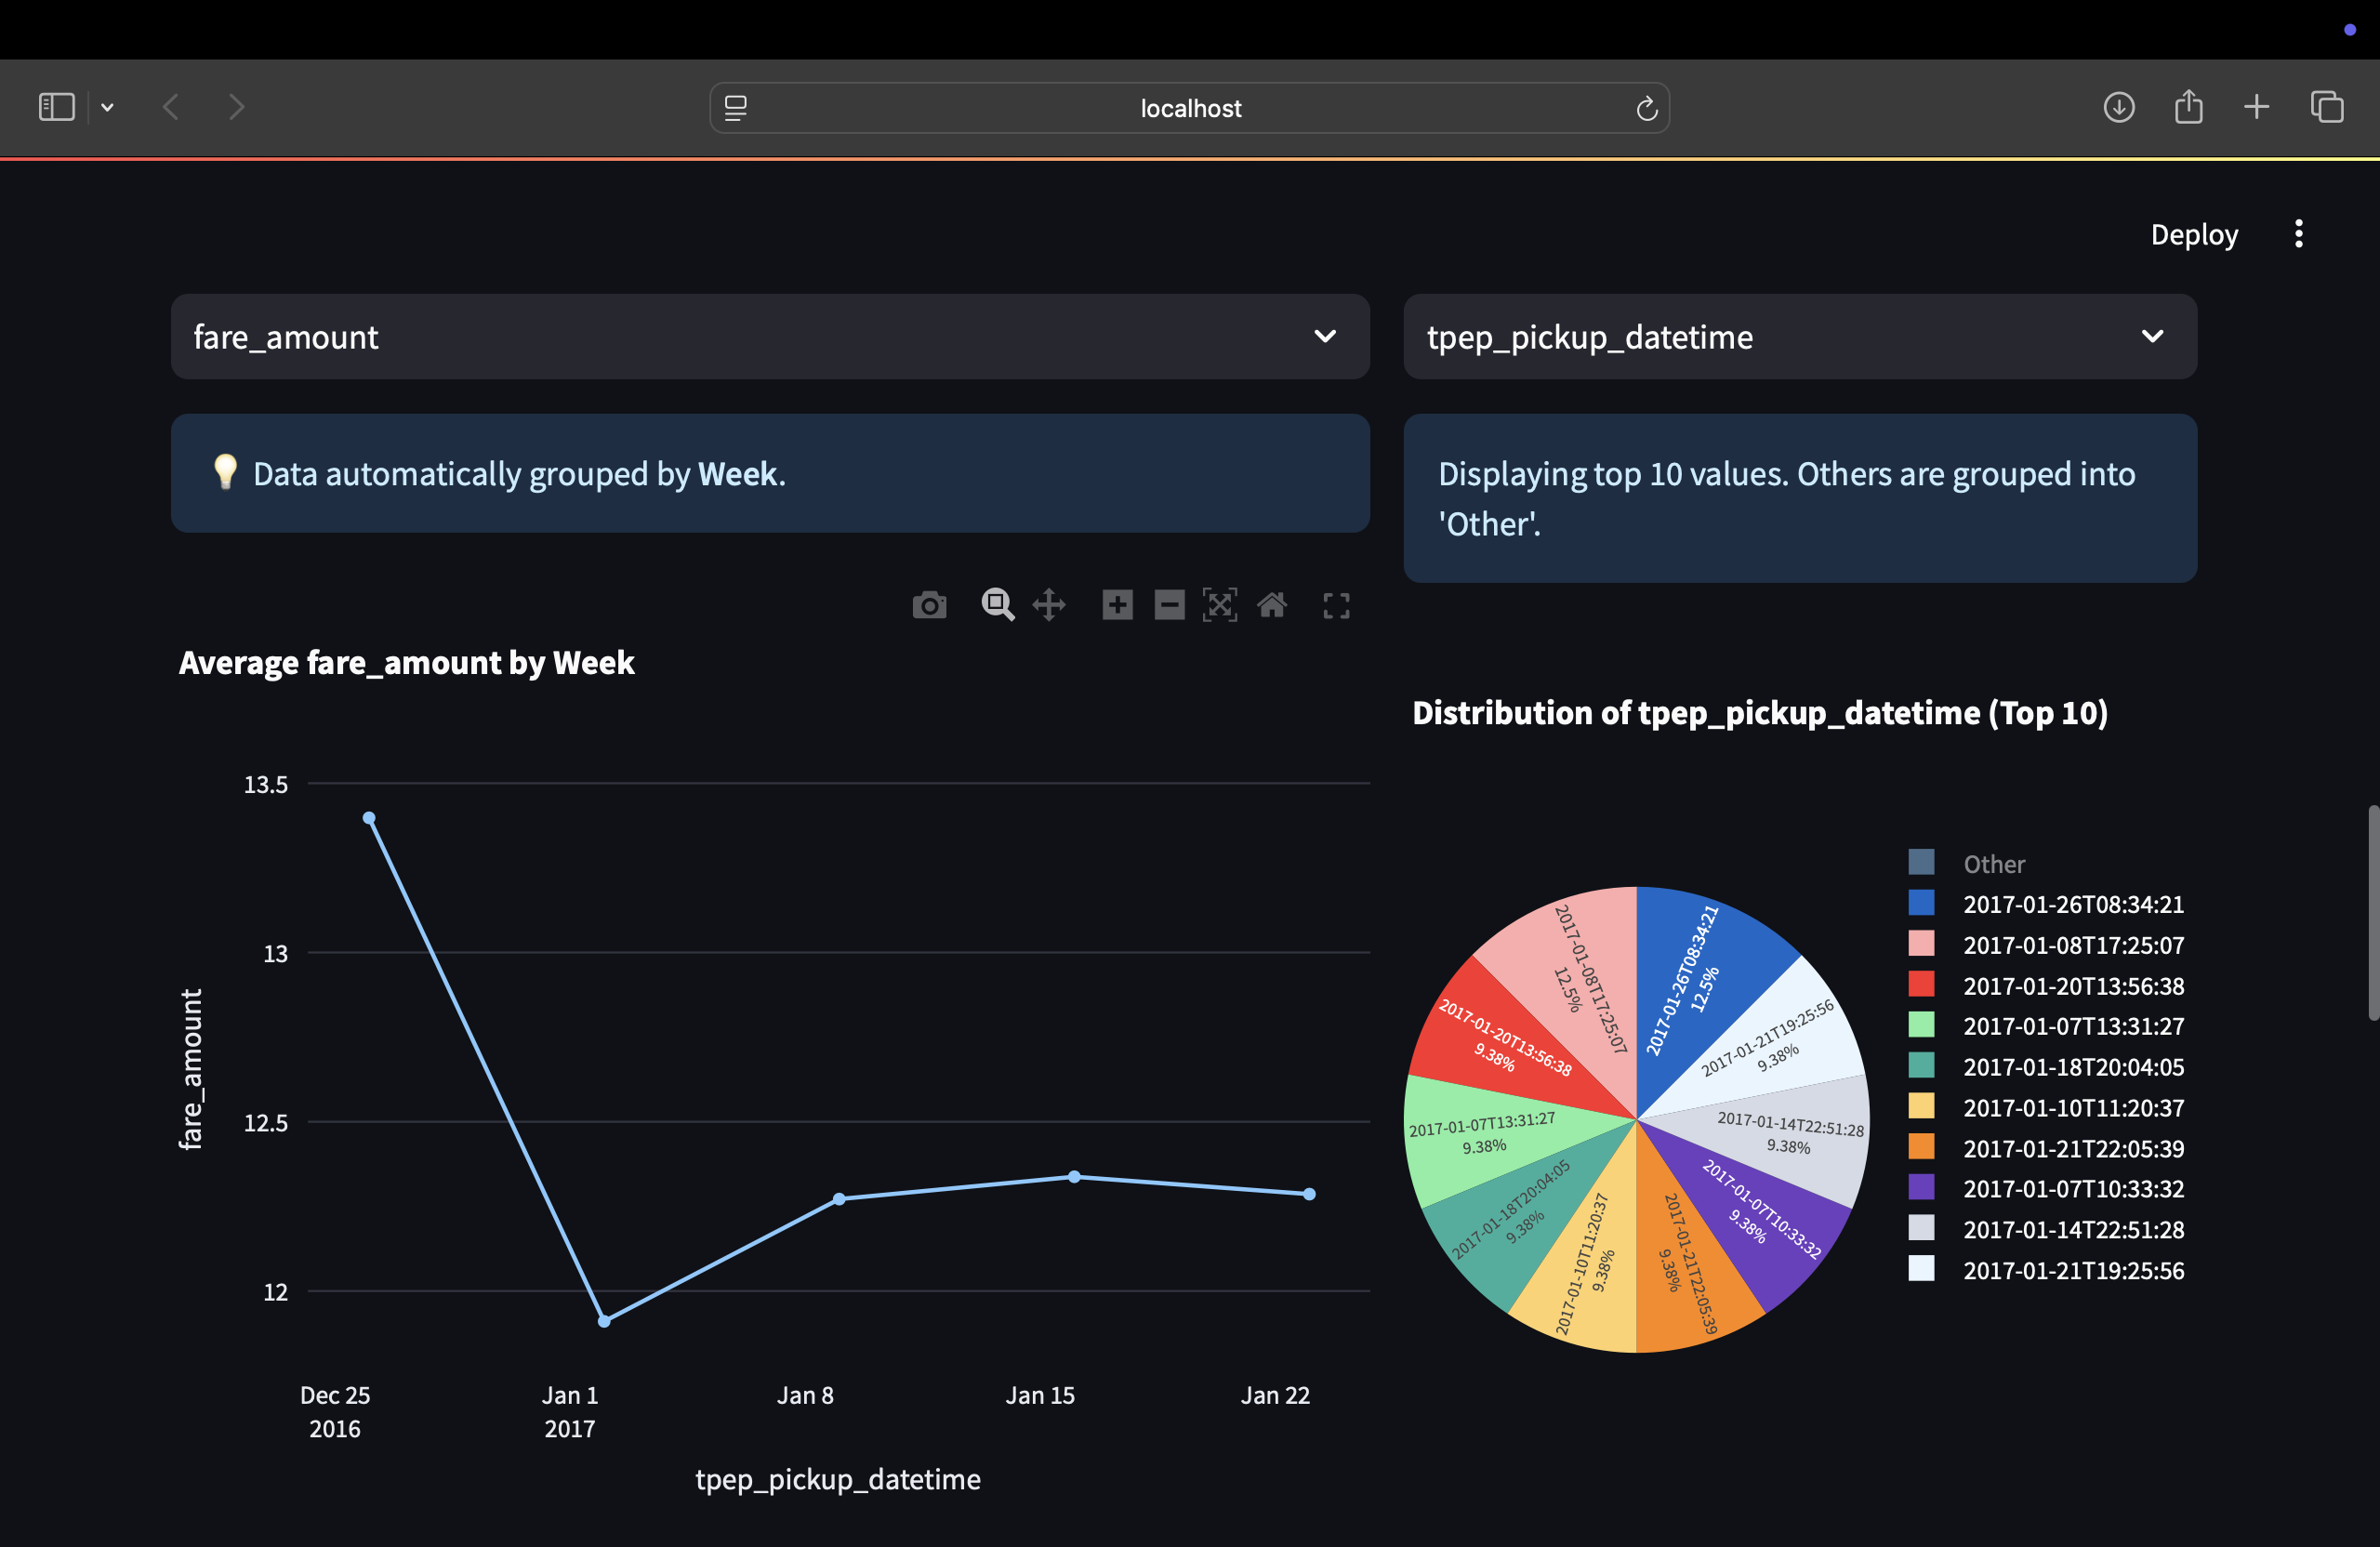 localhost
Deploy
fare_amount
tpep_pickup_datetime
💡 Data automatically grouped by Week.
Displaying top 10 values. Others are grouped into
'Other'.
Average fare_amount by Week
13.5
13
12.5
12
fare_amount
Dec 25
2016
Jan 1
2017
Jan 8
Jan 15
Jan 22
tpep_pickup_datetime
Distribution of tpep_pickup_datetime (Top 10)
2017-01-26T08:34:21
12.5%
2017-01-21T19:25:56
9.38%
2017-01-14T22:51:28
9.38%
2017-01-07T10:33:32
9.38%
2017-01-21T22:05:39
9.38%
2017-01-10T11:20:37
9.38%
2017-01-18T20:04:05
9.38%
2017-01-07T13:31:27
9.38%
2017-01-20T13:56:38
9.38%
2017-01-08T17:25:07
12.5%
Other
2017-01-26T08:34:21
2017-01-08T17:25:07
2017-01-20T13:56:38
2017-01-07T13:31:27
2017-01-18T20:04:05
2017-01-10T11:20:37
2017-01-21T22:05:39
2017-01-07T10:33:32
2017-01-14T22:51:28
2017-01-21T19:25:56